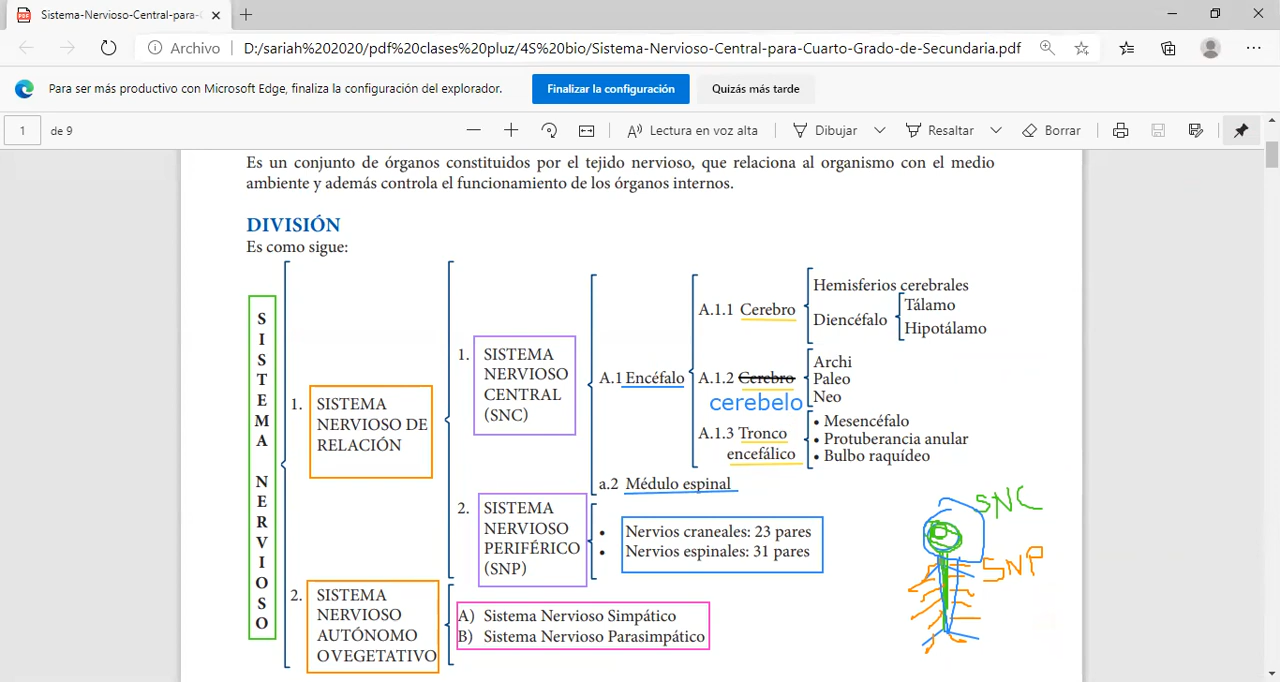 Sistema-Nervioso-Central-para-C
Archivo D:/sariah%202020/pdf%20clases%20pluz/4S%20bio/Sistema-Nervioso-Central-para-Cuarto-Grado-de-Secundaria.pdf
Para ser más productivo con Microsoft Edge, finaliza la configuración del explorador. Finalizar la configuración Quizás más tarde
1 de 9 Lectura en voz alta Dibujar Resaltar Borrar
Es un conjunto de órganos constituidos por el tejido nervioso, que relaciona al organismo con el medio
ambiente y además controla el funcionamiento de los órganos internos.
DIVISIÓN
Es como sigue:
SISTEMA NERVIOSO
1. SISTEMA
NERVIOSO DE
RELACIÓN
1. SISTEMA
NERVIOSO
CENTRAL
(SNC)
A.1 Encéfalo
A.1.1 Cerebro
Hemisferios cerebrales
Diencéfalo
Tálamo
Hipotálamo
A.1.2 Cerebro
cerebelo
Archi
Paleo
Neo
A.1.3 Tronco
encefálico
• Mesencéfalo
• Protuberancia anular
• Bulbo raquídeo
a.2 Médulo espinal
2. SISTEMA
NERVIOSO
PERIFÉRICO
(SNP)
• Nervios craneales: 23 pares
• Nervios espinales: 31 pares
2. SISTEMA
NERVIOSO
AUTÓNOMO
OVEGETATIVO
A) Sistema Nervioso Simpático
B) Sistema Nervioso Parasimpático
SNC
SNP